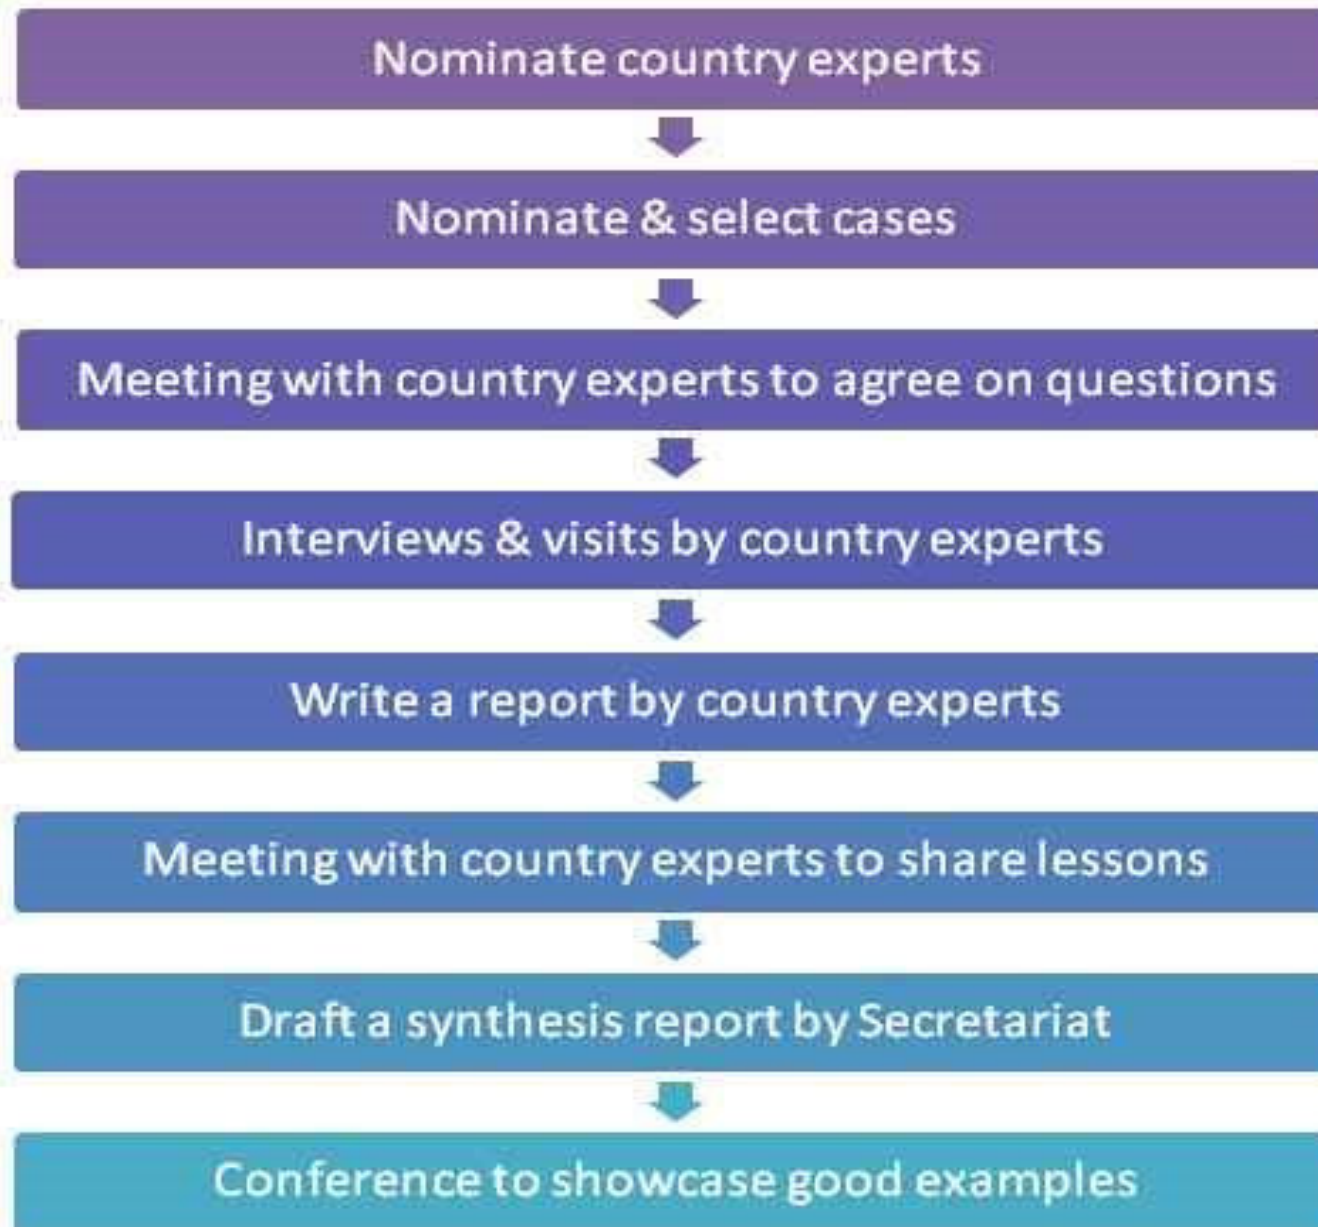 Nominate country experts
Nominate & select cases
Meeting with country experts to agree on questions
Interviews & visits by country experts
Write a report by country experts
Meeting with country experts to share lessons
Draft a synthesis report by Secretariat
Conference to showcase good examples